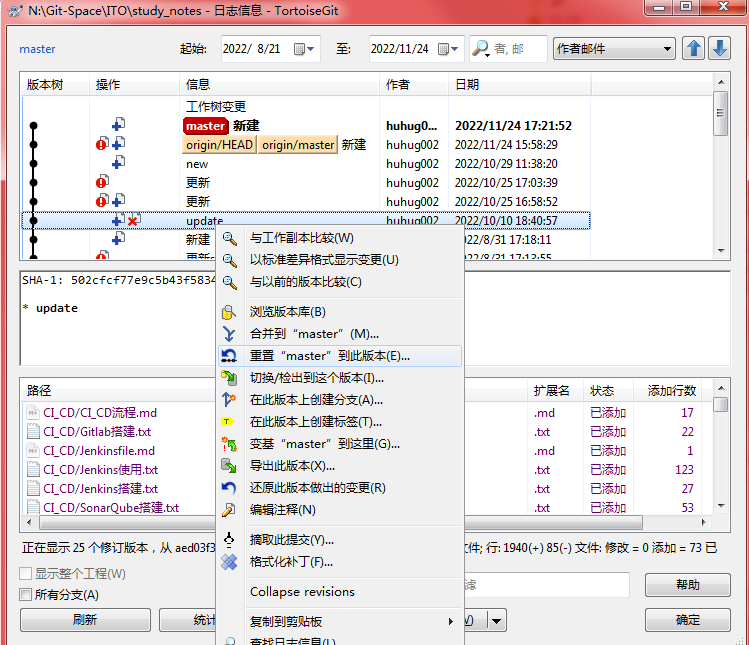 N:\Git-Space\ITO\study_notes - 日志信息 - TortoiseGit
master 起始: 2022/ 8/21 至: 2022/11/24 者, 邮 作者邮件
版本树 操作 信息 作者 日期
工作树变更
master 新建 huhug0... 2022/11/24 17:21:52
origin/HEAD origin/master 新建 huhug002 2022/11/24 15:58:29
new huhug002 2022/10/29 11:38:20
更新 huhug002 2022/10/25 17:03:39
更新 huhug002 2022/10/25 16:58:52
update huhug002 2022/10/10 18:40:57
新建 2022/8/31 17:18:11
更新 2022/8/31 17:13:55
SHA-1: 502cfcf77e9c5b43f5834
* update
与工作副本比较(W)
以标准差异格式显示变更(U)
与以前的版本比较(C)
浏览版本库(B)
合并到“master”(M)...
重置“master”到此版本(E)...
切换/检出到这个版本(I)...
在此版本上创建分支(A)...
在此版本上创建标签(T)...
变基“master”到这里(G)...
导出此版本(X)...
还原此版本做出的变更(R)
编辑注释(N)
摘取此提交(Y)...
格式化补丁(F)...
Collapse revisions
复制到剪贴板
查找日志信息(L)
路径 扩展名 状态 添加行数
CI_CD/CI_CD流程.md .md 已添加 17
CI_CD/Gitlab搭建.txt .txt 已添加 22
CI_CD/Jenkinsfile.md .md 已添加 1
CI_CD/Jenkins使用.txt .txt 已添加 123
CI_CD/Jenkins搭建.txt .txt 已添加 27
CI_CD/SonarQube搭建.txt .txt 已添加 53
正在显示 25 个修订版本，从 aed03f3 文件; 行: 1940(+) 85(-) 文件: 修改 = 0 添加 = 73 已
显示整个工程(W) 滤 帮助
所有分支(A)
刷新 统计 确定